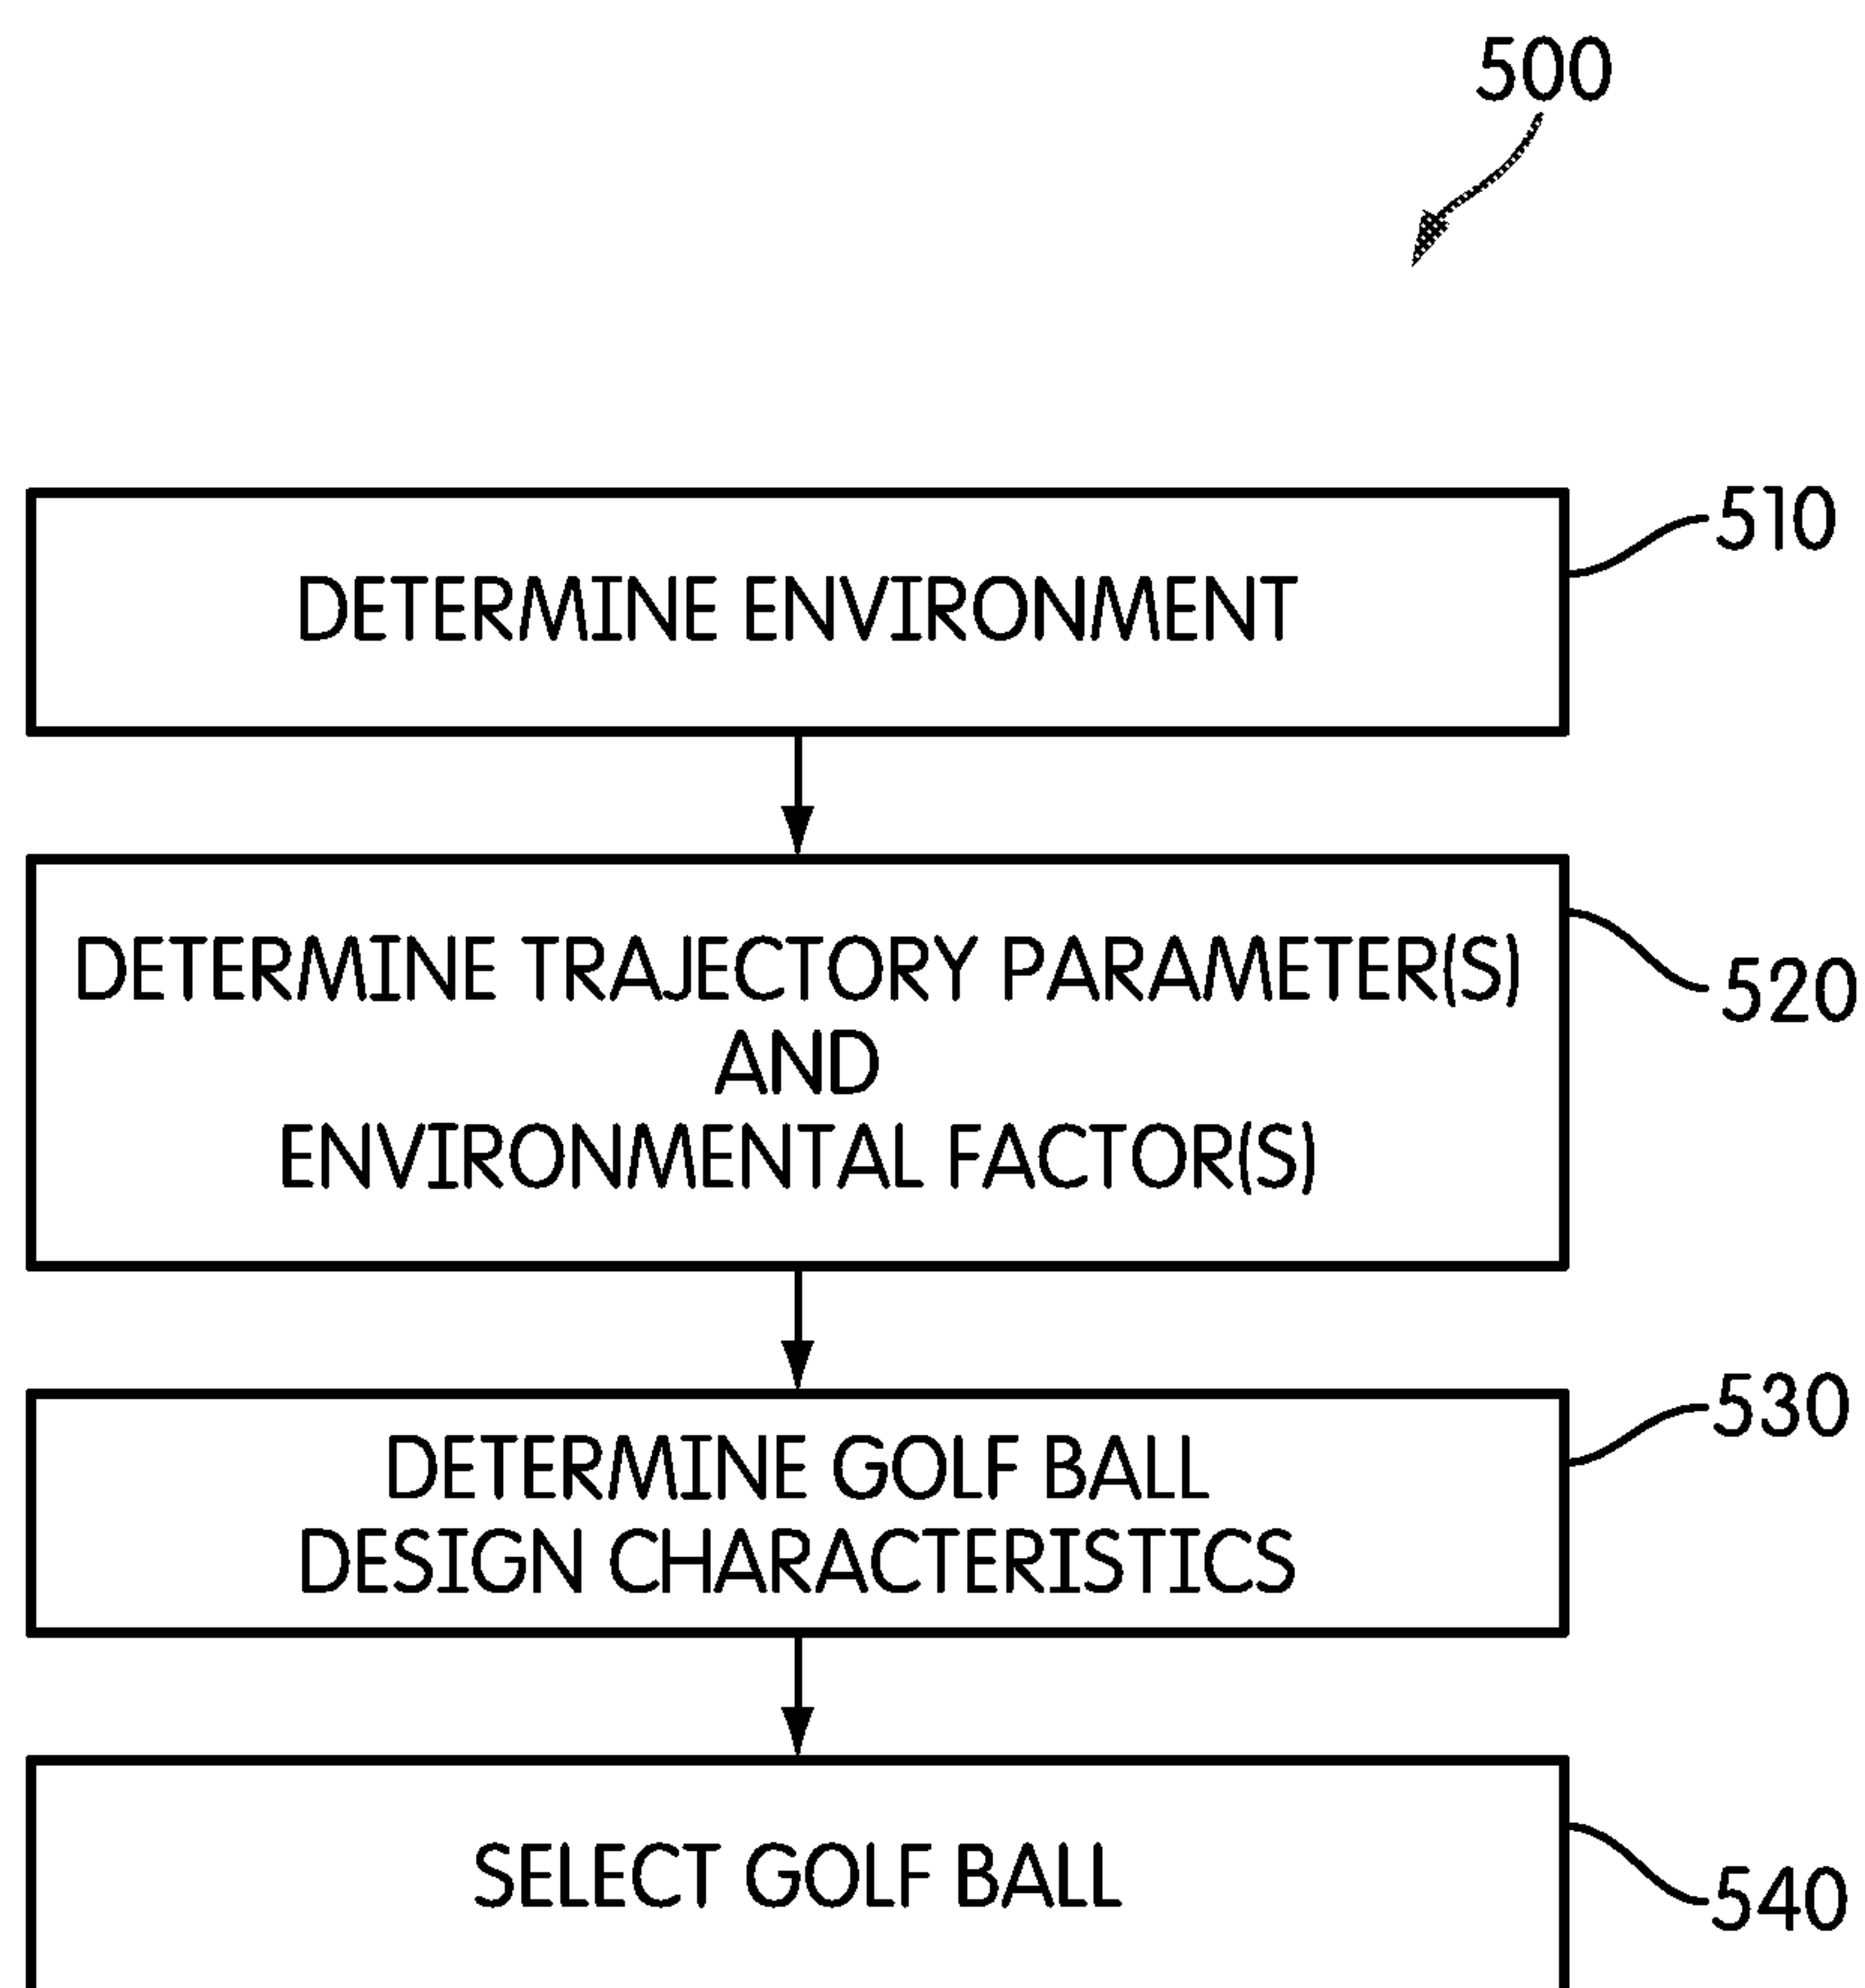 500
DETERMINE ENVIRONMENT
510
DETERMINE TRAJECTORY PARAMETER(S)
AND
ENVIRONMENTAL FACTOR(S)
520
DETERMINE GOLF BALL
DESIGN CHARACTERISTICS
530
SELECT GOLF BALL
540